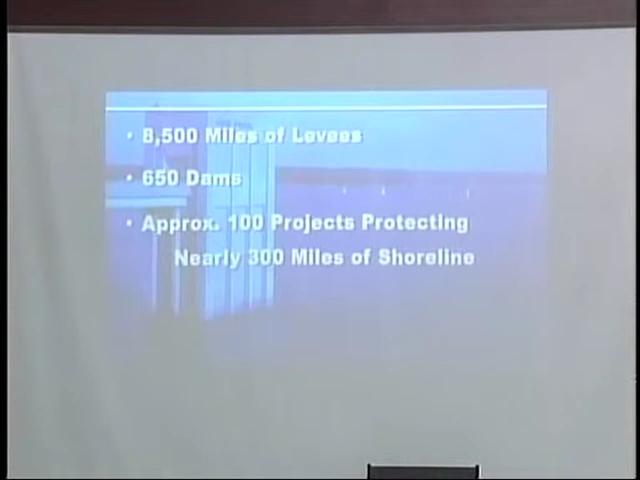 • 8,500 Miles of Levees
• 650 Dams
• Approx. 100 Projects Protecting
Nearly 300 Miles of Shoreline